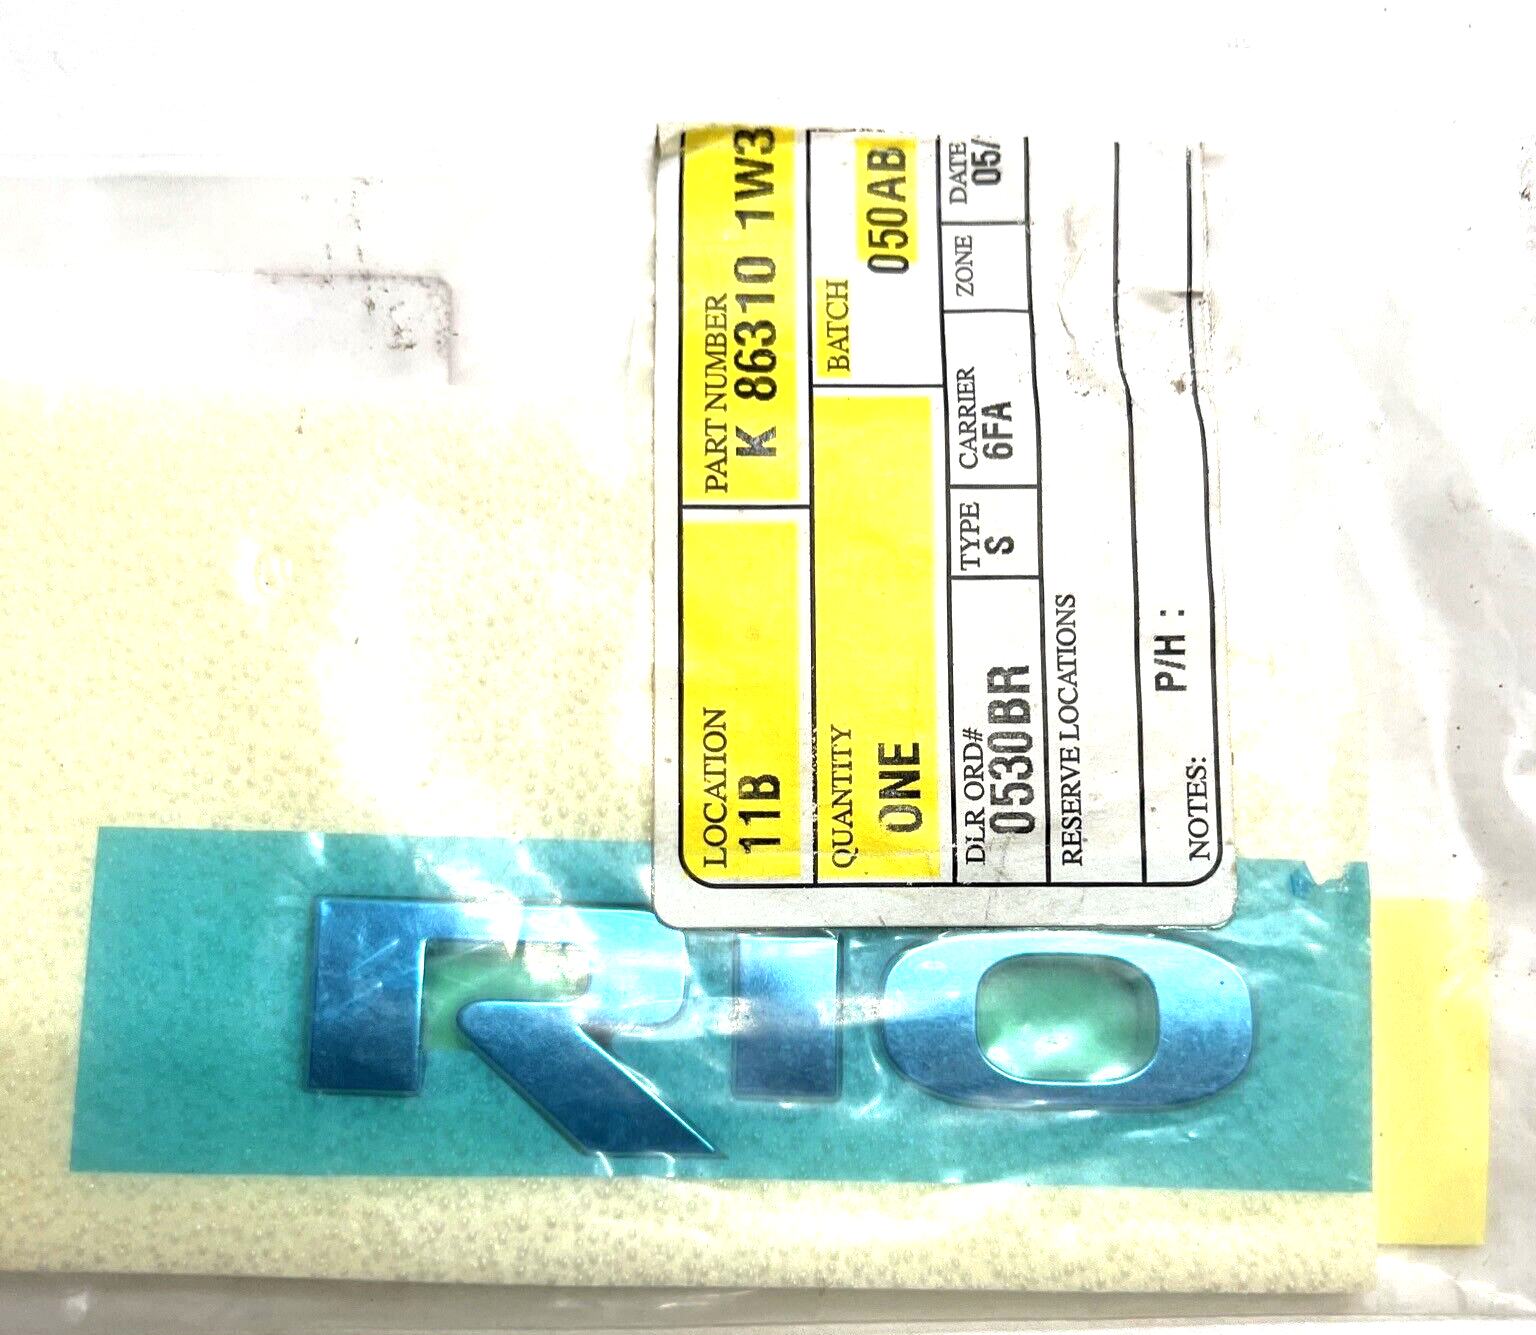 LOCATION
11B
PART NUMBER
K 86310 1W3
QUANTITY
ONE
BATCH
050AB
DLR ORD#
0530BR
TYPE
S
CARRIER
6FA
ZONE
DATE
05/
RESERVE LOCATIONS
P/H :
NOTES:
RIO